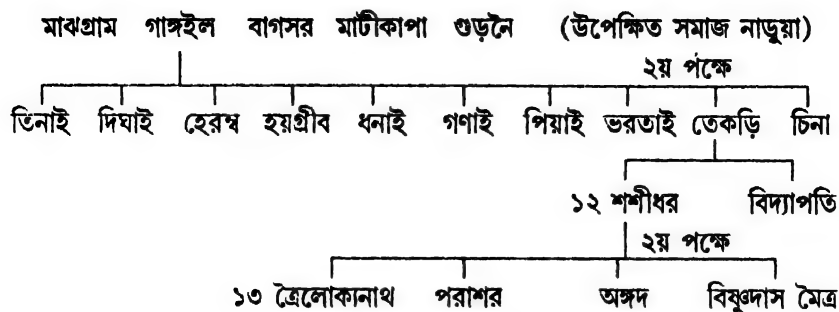 মাঝগ্রাম গাঙ্গইল বাগসর মাটীকাপা গুড়নৈ (উপেক্ষিত সমাজ নাড়ুয়া)
২য় পক্ষে
তিনাই দিঘাই হেরম্ব হয়গ্রীব ধনাই গণাই পিয়াই ভরতাই তেকড়ি চিনা
১২ শশীধর বিদ্যাপতি
২য় পক্ষে
১৩ ত্রৈলোক্যনাথ পরাশর অঙ্গদ বিষ্ণুদাস মৈত্র